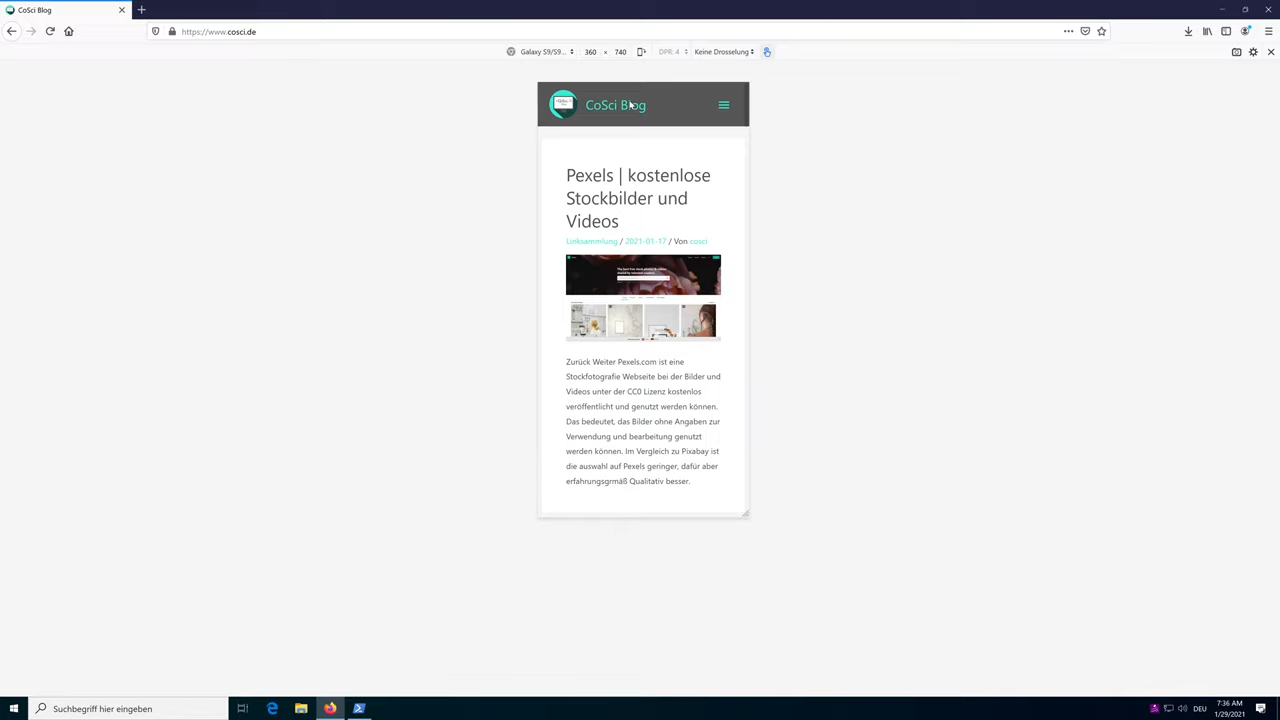 CoSci Blog
https://www.cosci.de
Galaxy S9/S9... 360 × 740 DPR: 4 Keine Drosselung
CoSci Blog
Pexels | kostenlose
Stockbilder und
Videos
Linksammlung / 2021-01-17 / Von cosci
Zurück Weiter Pexels.com ist eine
Stockfotografie Webseite bei der Bilder und
Videos unter der CC0 Lizenz kostenlos
veröffentlicht und genutzt werden können.
Das bedeutet, das Bilder ohne Angaben zur
Verwendung und bearbeitung genutzt
werden können. Im Vergleich zu Pixabay ist
die auswahl auf Pexels geringer, dafür aber
erfahrungsgrmäß Qualitativ besser.
Suchbegriff hier eingeben
DEU
7:36 AM
1/29/2021